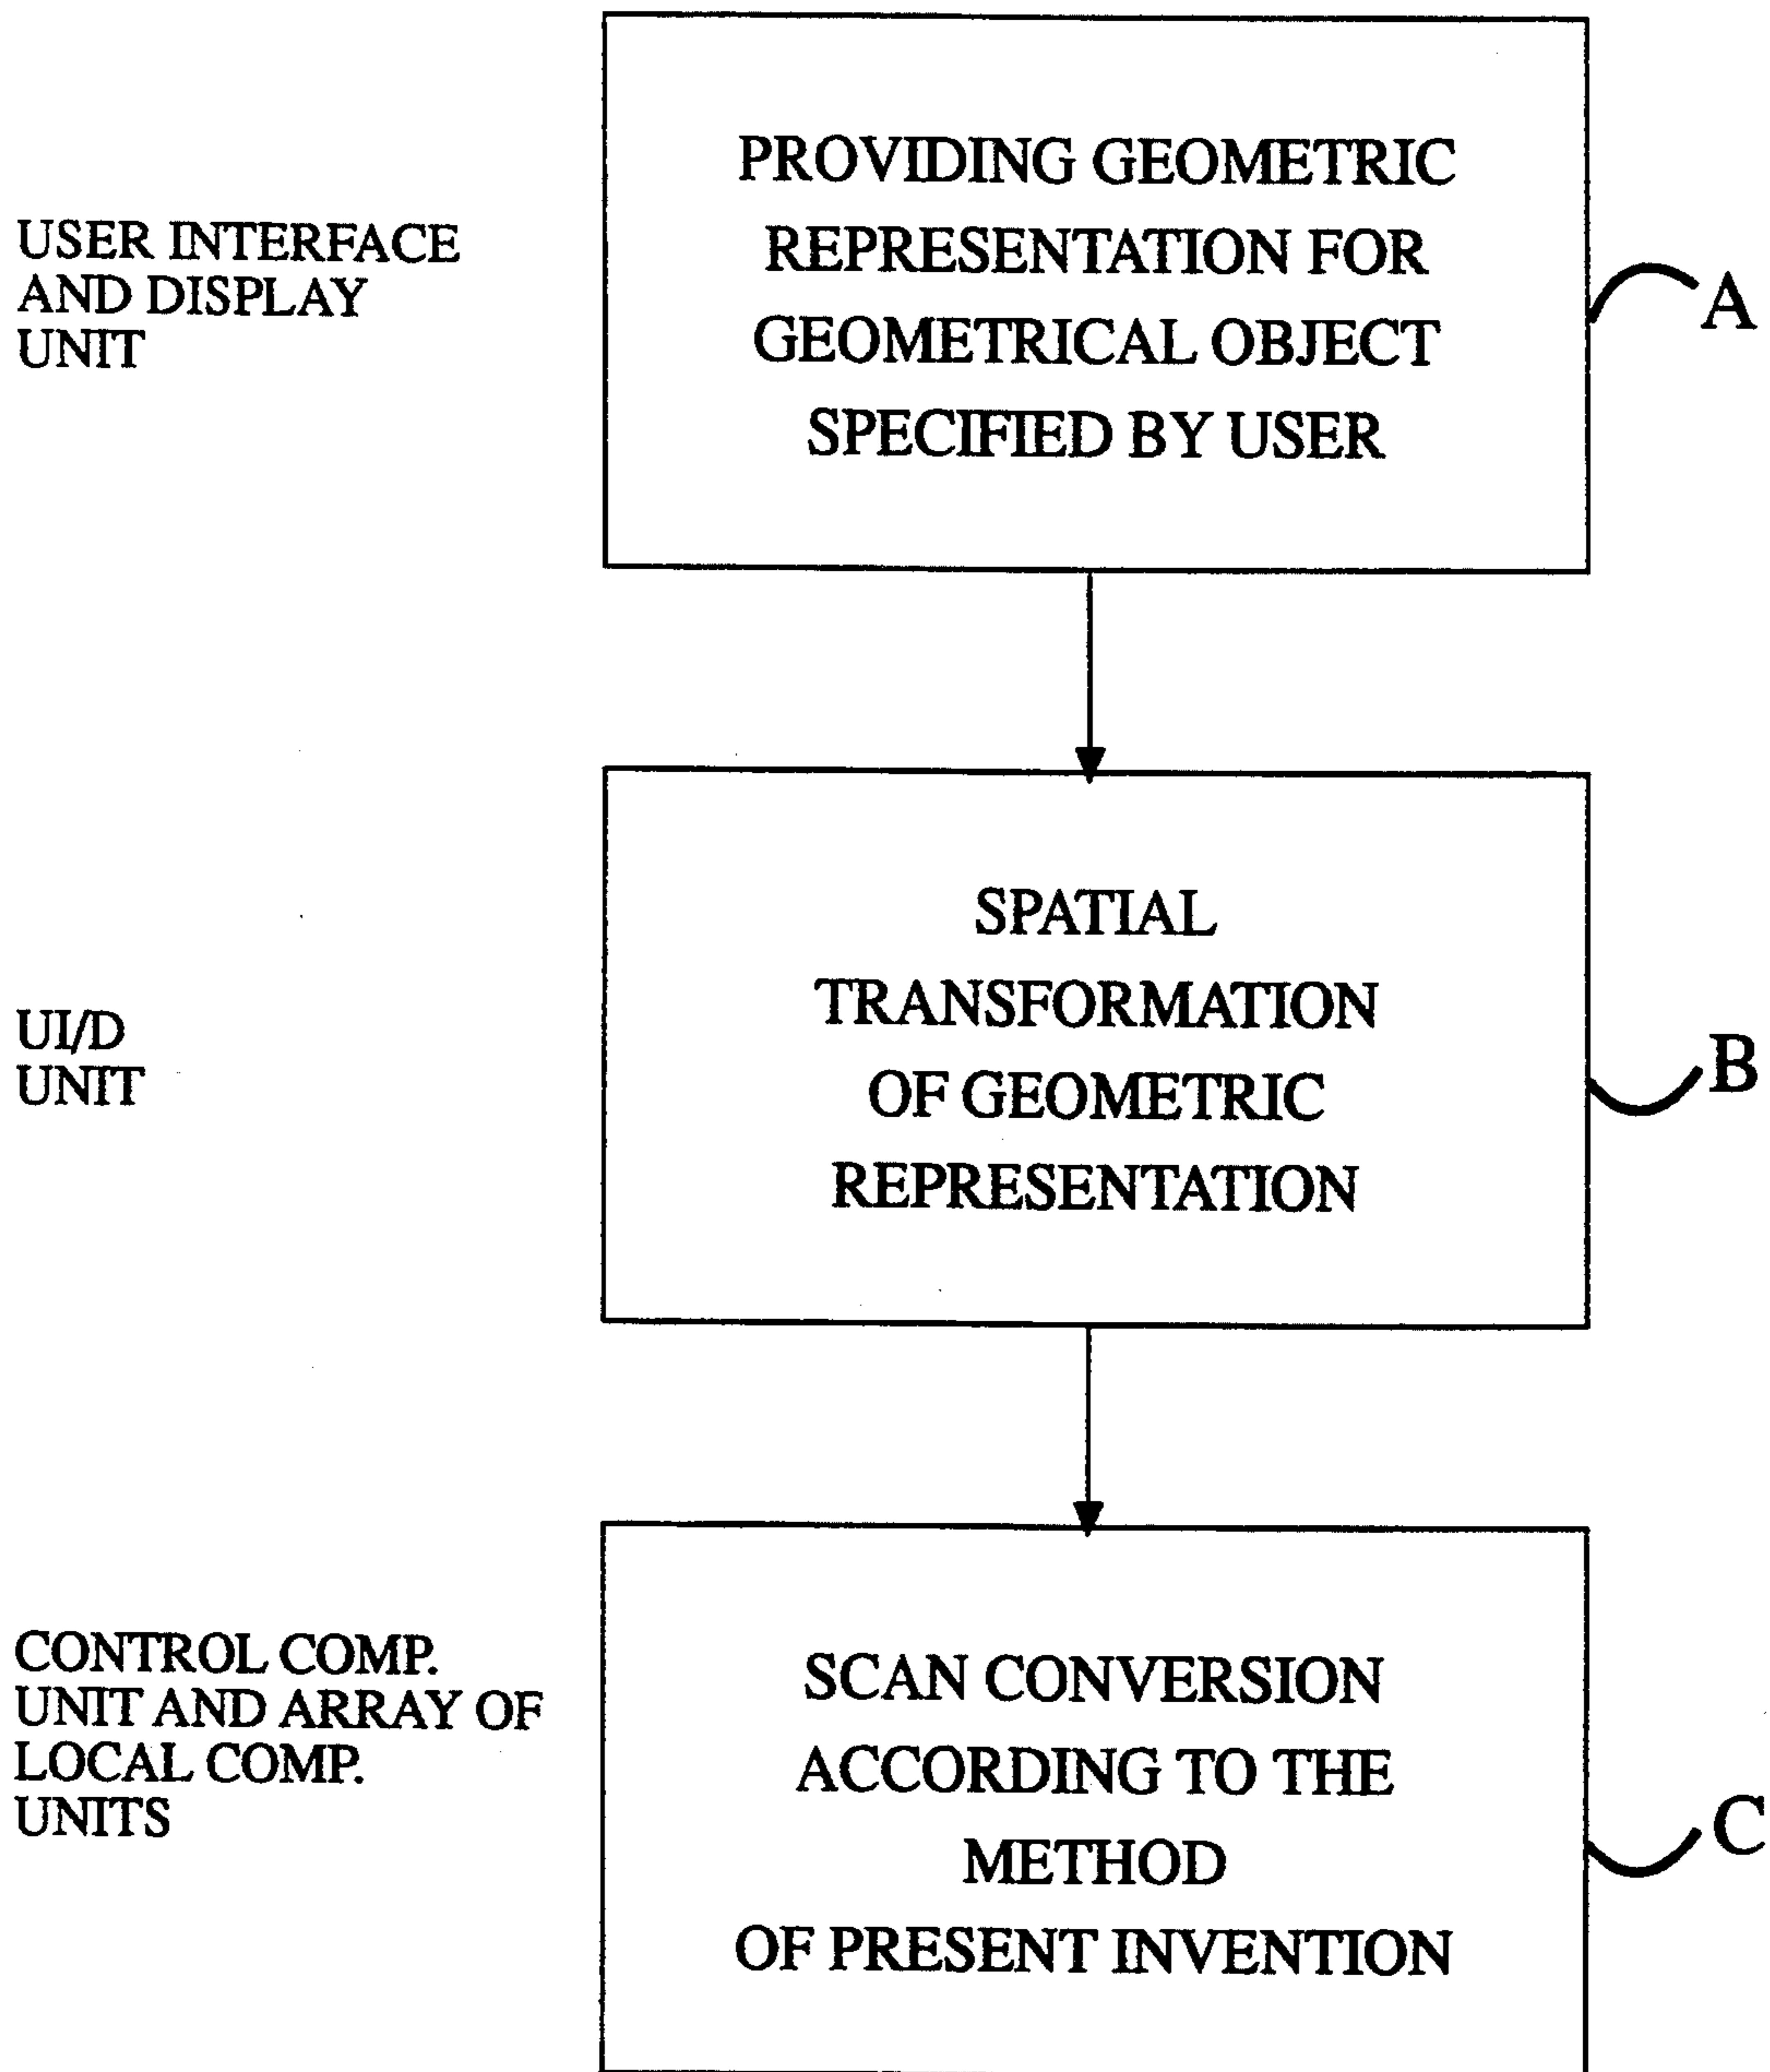 USER INTERFACE
AND DISPLAY
UNIT
PROVIDING GEOMETRIC
REPRESENTATION FOR
GEOMETRICAL OBJECT
SPECIFIED BY USER
A
UI/D
UNIT
SPATIAL
TRANSFORMATION
OF GEOMETRIC
REPRESENTATION
B
CONTROL COMP.
UNIT AND ARRAY OF
LOCAL COMP.
UNITS
SCAN CONVERSION
ACCORDING TO THE
METHOD
OF PRESENT INVENTION
C